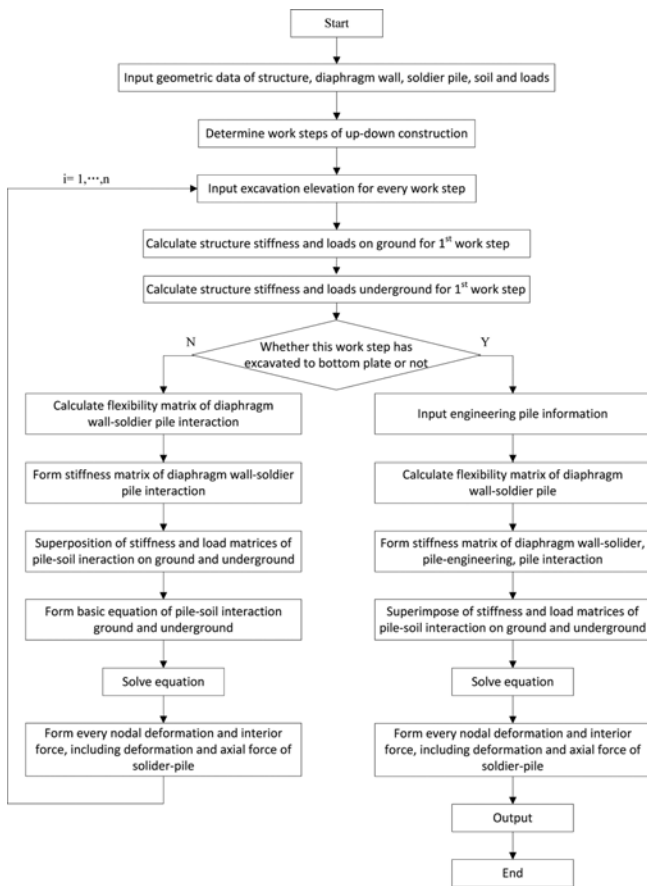 Start
Input geometric data of structure, diaphragm wall, soldier pile, soil and loads
Determine work steps of up-down construction
i= 1,⋯,n
Input excavation elevation for every work step
Calculate structure stiffness and loads on ground for 1st work step
Calculate structure stiffness and loads underground for 1st work step
Whether this work step has
excavated to bottom plate or not
N
Y
Calculate flexibility matrix of diaphragm
wall-soldier pile interaction
Form stiffness matrix of diaphragm wall-soldier
pile interaction
Superposition of stiffness and load matrices of
pile-soil ineraction on ground and underground
Form basic equation of pile-soil interaction
ground and underground
Solve equation
Form every nodal deformation and interior
force, including deformation and axial force of
solider-pile
Input engineering pile information
Calculate flexibility matrix of diaphragm
wall-soldier pile
Form stiffness matrix of diaphragm wall-solider,
pile-engineering, pile interaction
Superimpose of stiffness and load matrices of
pile-soil interaction on ground and underground
Solve equation
Form every nodal deformation and interior
force, including deformation and axial force of
soldier-pile
Output
End